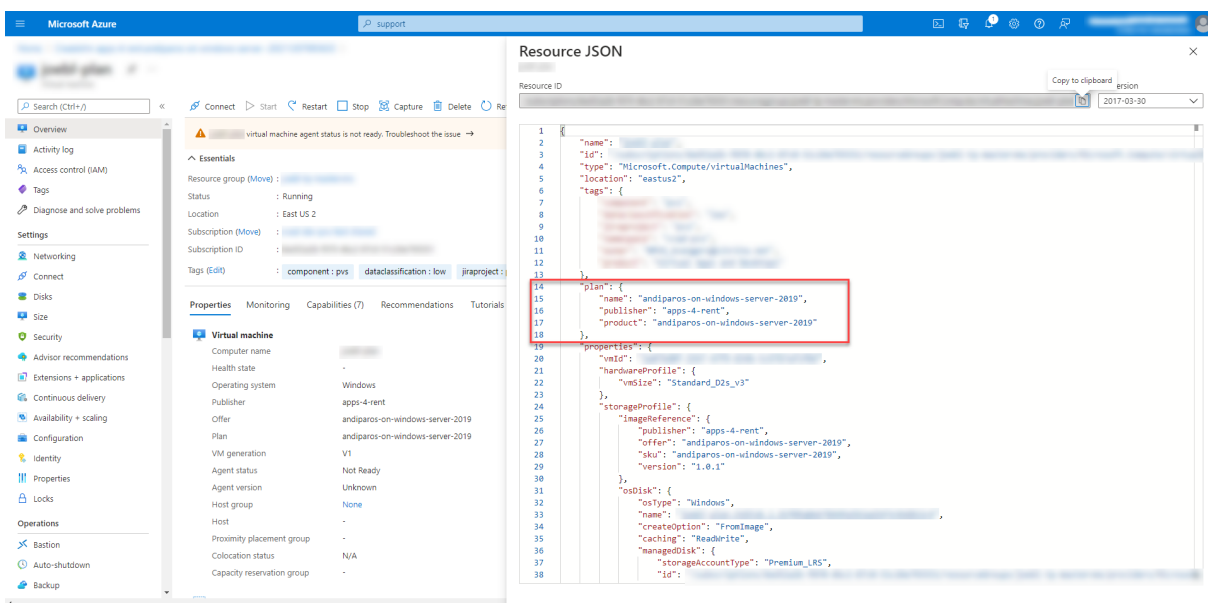 Microsoft Azure
support
Search (Ctrl+/)
«
Overview
Activity log
Access control (IAM)
Tags
Diagnose and solve problems
Settings
Networking
Connect
Disks
Size
Security
Advisor recommendations
Extensions + applications
Continuous delivery
Availability + scaling
Configuration
Identity
Properties
Locks
Operations
Bastion
Auto-shutdown
Backup
Connect Start Restart Stop Capture Delete Re
virtual machine agent status is not ready. Troubleshoot the issue →
Essentials
Resource group (Move) :
Status : Running
Location : East US 2
Subscription (Move) :
Subscription ID :
Tags (Edit) : component : pvs dataclassification : low jiraproject :
Properties Monitoring Capabilities (7) Recommendations Tutorials
Virtual machine
Computer name
Health state -
Operating system Windows
Publisher apps-4-rent
Offer andiparos-on-windows-server-2019
Plan andiparos-on-windows-server-2019
VM generation V1
Agent status Not Ready
Agent version Unknown
Host group None
Host -
Proximity placement group -
Colocation status N/A
Capacity reservation group -
Resource JSON
Resource ID
Copy to clipboard
ersion
2017-03-30
1 {
2 "name":
3 "id":
4 "type": "Microsoft.Compute/virtualMachines",
5 "location": "eastus2",
6 "tags": {
7
8
9
10
11
12
13 },
14 "plan": {
15 "name": "andiparos-on-windows-server-2019",
16 "publisher": "apps-4-rent",
17 "product": "andiparos-on-windows-server-2019"
18 },
19 "properties": {
20 "vmId": ,
21 "hardwareProfile": {
22 "vmSize": "Standard_D2s_v3"
23 },
24 "storageProfile": {
25 "imageReference": {
26 "publisher": "apps-4-rent",
27 "offer": "andiparos-on-windows-server-2019",
28 "sku": "andiparos-on-windows-server-2019",
29 "version": "1.0.1"
30 },
31 "osDisk": {
32 "osType": "Windows",
33 "name": ,
34 "createOption": "FromImage",
35 "caching": "ReadWrite",
36 "managedDisk": {
37 "storageAccountType": "Premium_LRS",
38 "id":